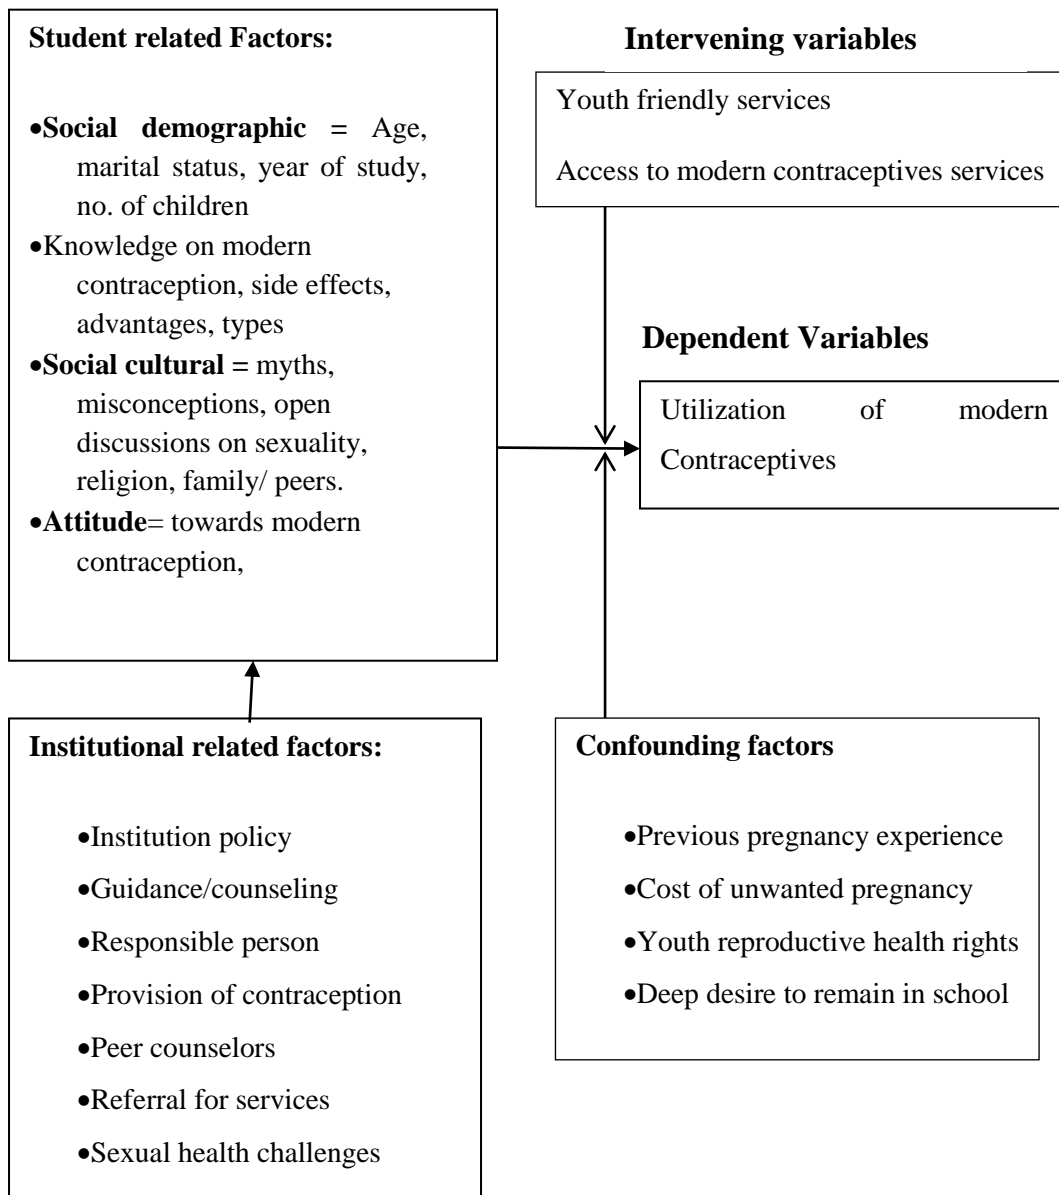 Student related Factors:
•Social demographic = Age,
marital status, year of study,
no. of children
•Knowledge on modern
contraception, side effects,
advantages, types
•Social cultural = myths,
misconceptions, open
discussions on sexuality,
religion, family/ peers.
•Attitude= towards modern
contraception,
Intervening variables
Youth friendly services
Access to modern contraceptives services
Dependent Variables
Utilization of modern
Contraceptives
Institutional related factors:
•Institution policy
•Guidance/counseling
•Responsible person
•Provision of contraception
•Peer counselors
•Referral for services
•Sexual health challenges
Confounding factors
•Previous pregnancy experience
•Cost of unwanted pregnancy
•Youth reproductive health rights
•Deep desire to remain in school